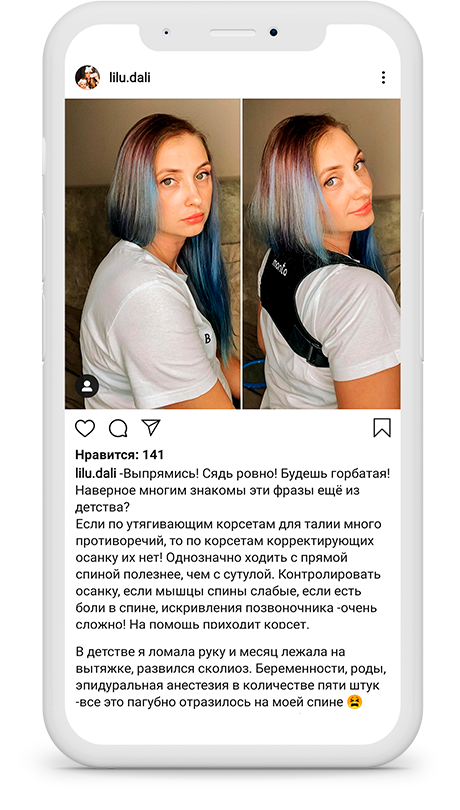 lilu.dali
B
monto
Нравится: 141
lilu.dali -Выпрямись! Сядь ровно! Будешь горбатая!
Наверное многим знакомы эти фразы ещё из
детства?
Если по утягивающим корсетам для талии много
противоречий, то по корсетам корректирующих
осанку их нет! Однозначно ходить с прямой
спиной полезнее, чем с сутулой. Контролировать
осанку, если мышцы спины слабые, если есть
боли в спине, искривления позвоночника -очень
сложно! На помощь приходит корсет.
В детстве я ломала руку и месяц лежала на
вытяжке, развился сколиоз. Беременности, роды,
эпидуральная анестезия в количестве пяти штук
-все это пагубно отразилось на моей спине 😫